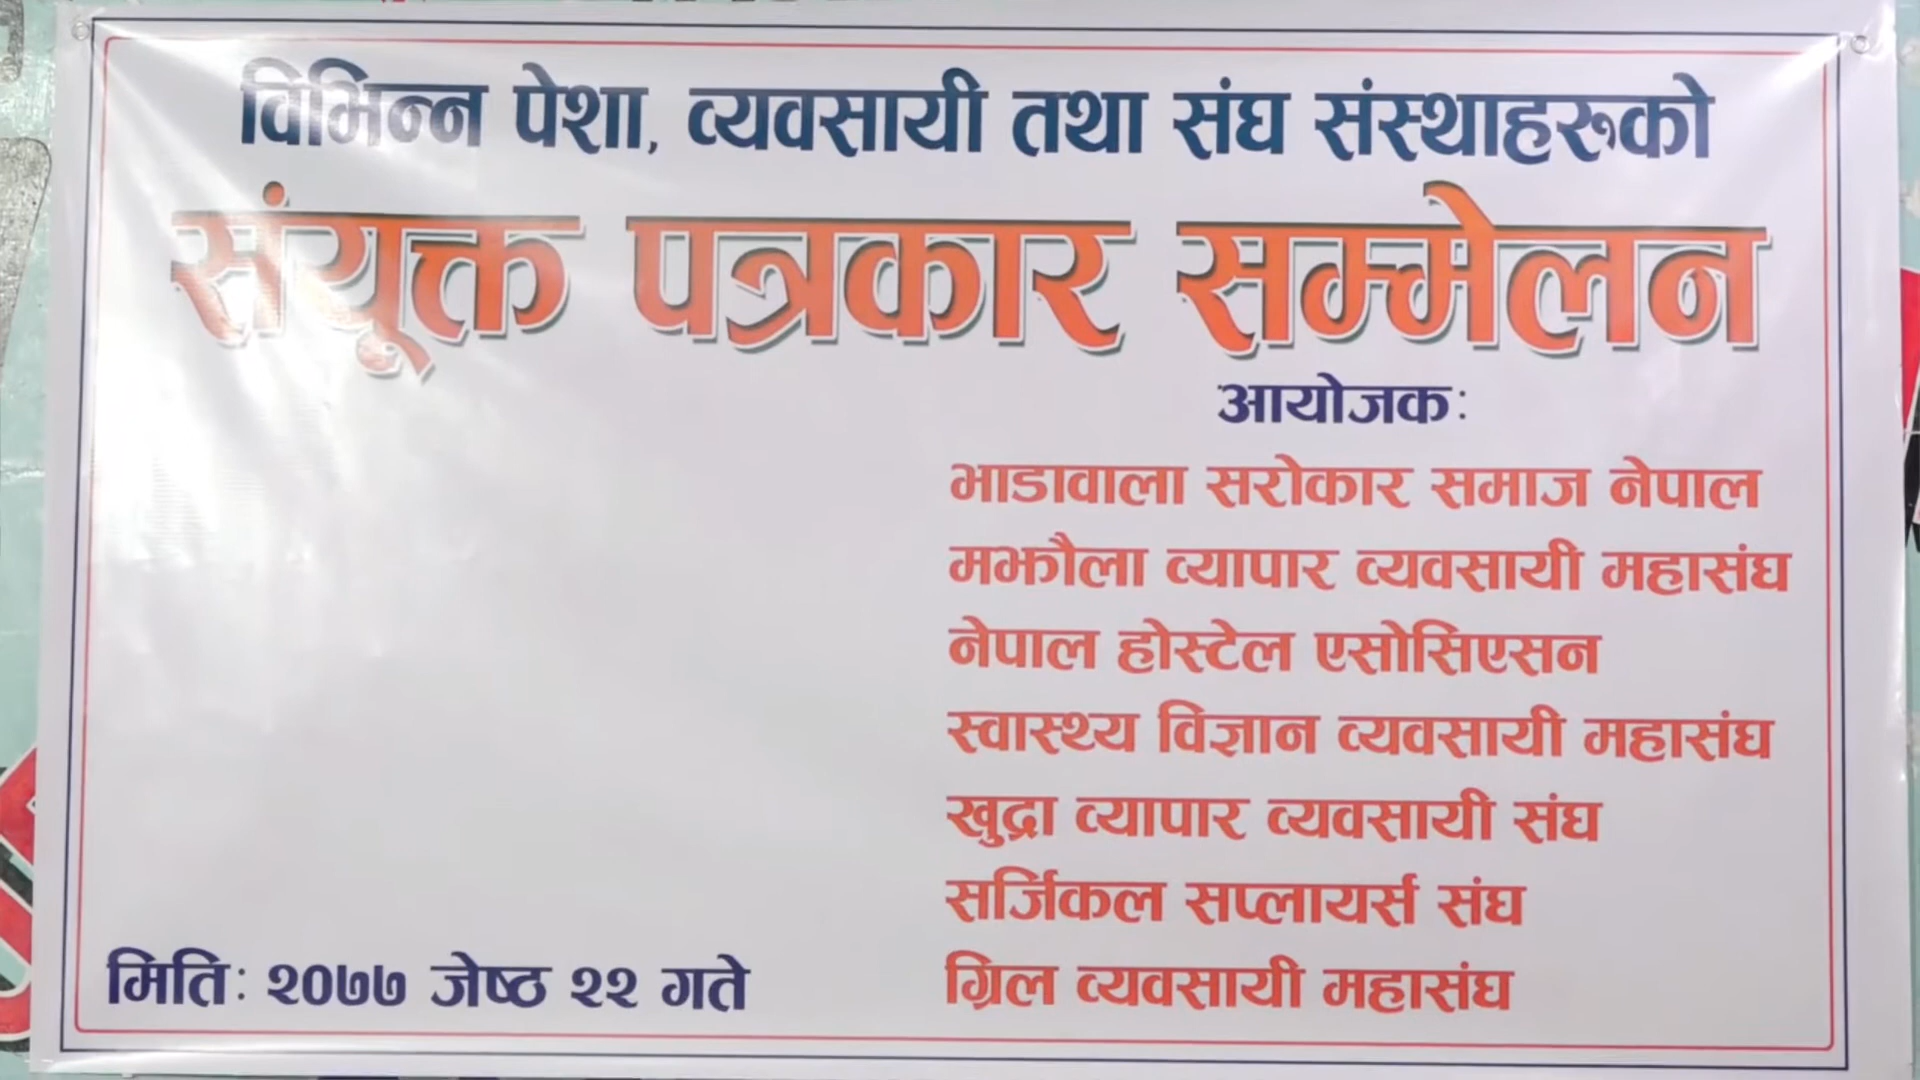 विभिन्न पेशा, व्यवसायी तथा संघ संस्थाहरुको
संयूक्त पत्रकार सम्मेलन
आयोजक:
भाडावाला सरोकार समाज नेपाल
मझौला व्यापार व्यवसायी महासंघ
नेपाल होस्टेल एसोसिएसन
स्वास्थ्य विज्ञान व्यवसायी महासंघ
खुद्रा व्यापार व्यवसायी संघ
सर्जिकल सप्लायर्स संघ
ग्रिल व्यवसायी महासंघ
मिति: २०७७ जेष्ठ २२ गते